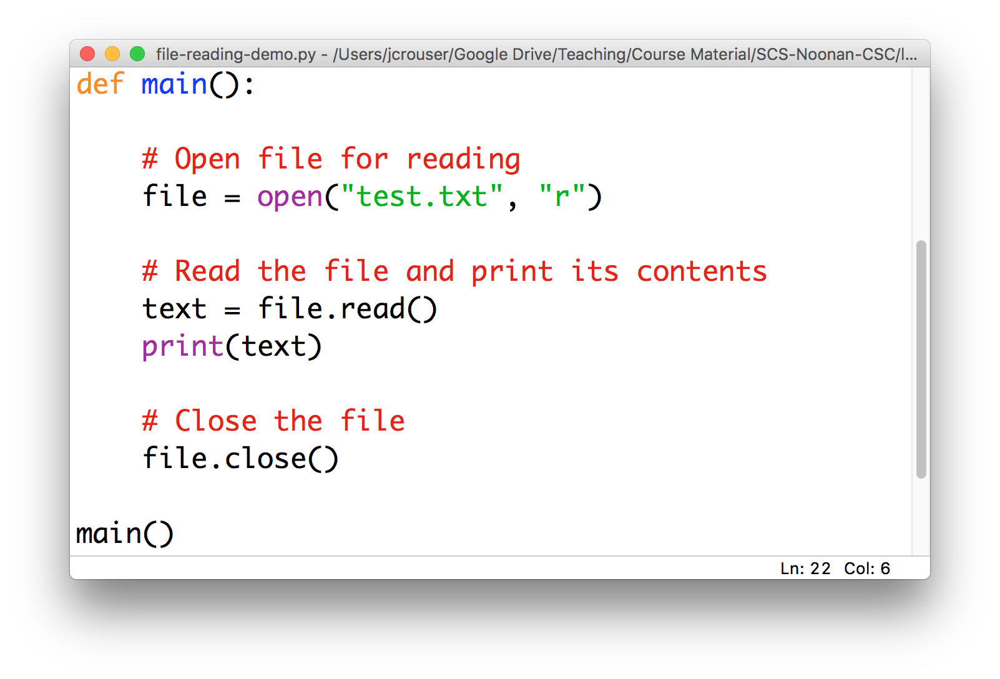 file-reading-demo.py - /Users/jcrouser/Google Drive/Teaching/Course Material/SCS-Noonan-CSC/l...
def main():
    # Open file for reading
    file = open("test.txt", "r")
    # Read the file and print its contents
    text = file.read()
    print(text)
    # Close the file
    file.close()
main()
Ln: 22 Col: 6